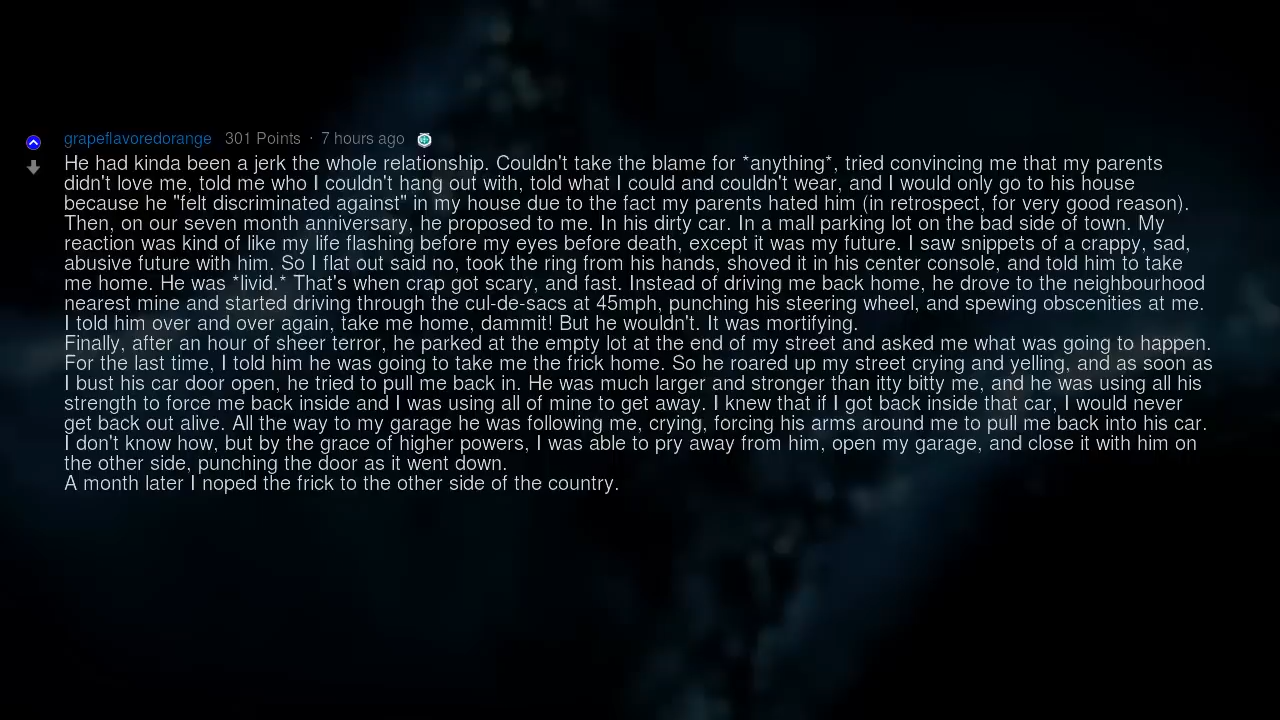 grapeflavoredorange 301 Points · 7 hours ago
He had kinda been a jerk the whole relationship. Couldn't take the blame for *anything*, tried convincing me that my parents
didn't love me, told me who I couldn't hang out with, told what I could and couldn't wear, and I would only go to his house
because he "felt discriminated against" in my house due to the fact my parents hated him (in retrospect, for very good reason).
Then, on our seven month anniversary, he proposed to me. In his dirty car. In a mall parking lot on the bad side of town. My
reaction was kind of like my life flashing before my eyes before death, except it was my future. I saw snippets of a crappy, sad,
abusive future with him. So I flat out said no, took the ring from his hands, shoved it in his center console, and told him to take
me home. He was *livid.* That's when crap got scary, and fast. Instead of driving me back home, he drove to the neighbourhood
nearest mine and started driving through the cul-de-sacs at 45mph, punching his steering wheel, and spewing obscenities at me.
I told him over and over again, take me home, dammit! But he wouldn't. It was mortifying.
Finally, after an hour of sheer terror, he parked at the empty lot at the end of my street and asked me what was going to happen.
For the last time, I told him he was going to take me the frick home. So he roared up my street crying and yelling, and as soon as
I bust his car door open, he tried to pull me back in. He was much larger and stronger than itty bitty me, and he was using all his
strength to force me back inside and I was using all of mine to get away. I knew that if I got back inside that car, I would never
get back out alive. All the way to my garage he was following me, crying, forcing his arms around me to pull me back into his car.
I don't know how, but by the grace of higher powers, I was able to pry away from him, open my garage, and close it with him on
the other side, punching the door as it went down.
A month later I noped the frick to the other side of the country.